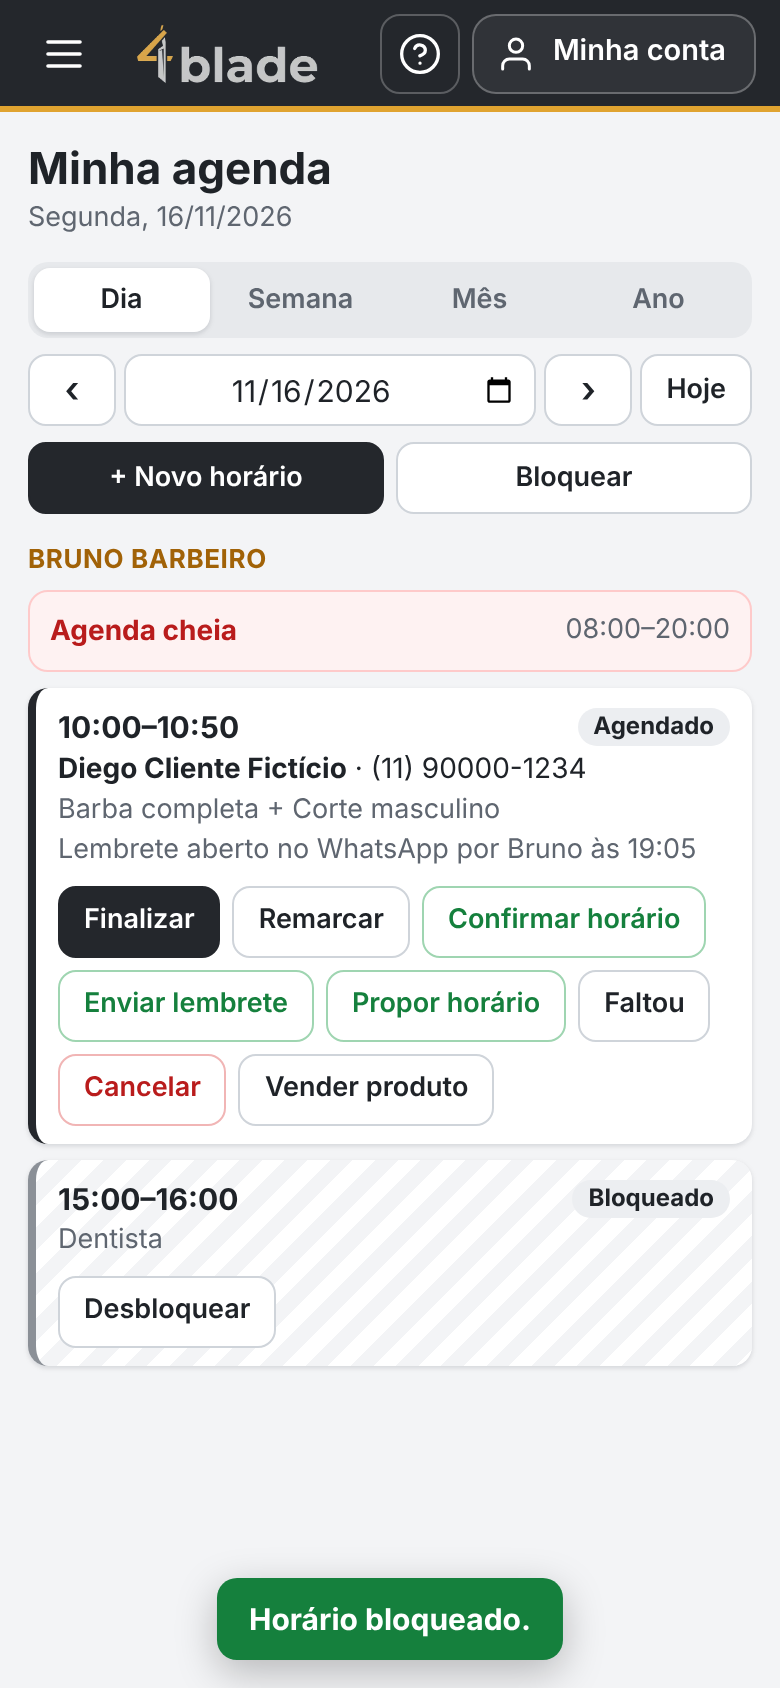 4blade
Minha conta
Minha agenda
Segunda, 16/11/2026
Dia Semana Mês Ano
‹ 11/16/2026 › Hoje
+ Novo horário Bloquear
BRUNO BARBEIRO
Agenda cheia 08:00–20:00
10:00–10:50 Agendado
Diego Cliente Fictício · (11) 90000-1234
Barba completa + Corte masculino
Lembrete aberto no WhatsApp por Bruno às 19:05
Finalizar Remarcar Confirmar horário
Enviar lembrete Propor horário Faltou
Cancelar Vender produto
15:00–16:00 Bloqueado
Dentista
Desbloquear
Horário bloqueado.